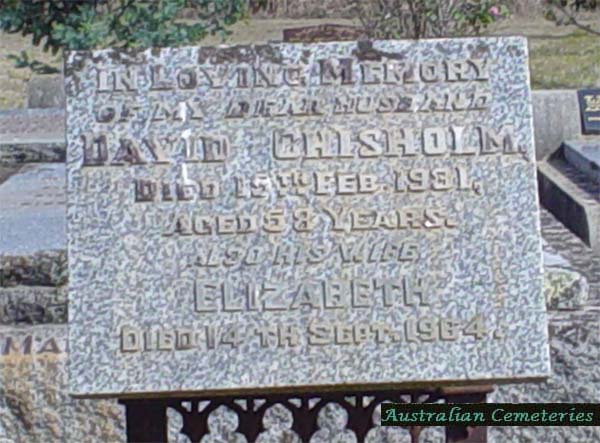 IN LOVING MEMORY
OF MY DEAR HUSBAND
DAVID CHISHOLM,
DIED 15TH FEB. 1931,
AGED 58 YEARS.
ALSO HIS WIFE
ELIZABETH
DIED 14TH SEPT. 1964.
MA
Australian Cemeteries